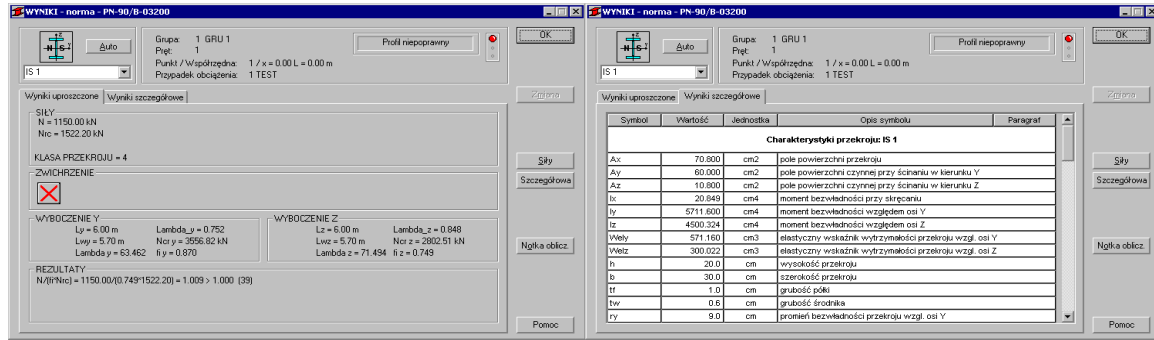 WYNIKI - norma - PN-90/B-03200
Auto
IS 1
Grupa: 1 GRU 1
Pręt: 1
Punkt / Współrzędna: 1 / x = 0.00 L = 0.00 m
Przypadek obciążenia: 1 TEST
Profil niepoprawny
OK
Zmiana
Siły
Szczegółowa
Notka oblicz.
Pomoc
Wyniki uproszczone Wyniki szczegółowe
SIŁY
N = 1150.00 kN
Nrc = 1522.20 kN
KLASA PRZEKROJU = 4
ZWICHRZENIE
WYBOCZENIE Y
Ly = 6.00 m Lambda_y = 0.752
Lwy = 5.70 m Ncr y = 3556.82 kN
Lambda y = 63.462 fi y = 0.870
WYBOCZENIE Z
Lz = 6.00 m Lambda_z = 0.848
Lwz = 5.70 m Ncr z = 2802.51 kN
Lambda z = 71.494 fi z = 0.749
REZULTATY
N/(fi*Nrc) = 1150.00/(0.749*1522.20) = 1.009 > 1.000 (39)
WYNIKI - norma - PN-90/B-03200
Auto
IS 1
Grupa: 1 GRU 1
Pręt: 1
Punkt / Współrzędna: 1 / x = 0.00 L = 0.00 m
Przypadek obciążenia: 1 TEST
Profil niepoprawny
OK
Zmiana
Siły
Szczegółowa
Notka oblicz.
Pomoc
Wyniki uproszczone Wyniki szczegółowe
Symbol Wartość Jednostka Opis symbolu Paragraf
Charakterystyki przekroju: IS 1
Ax 70.800 cm2 pole powierzchni przekroju
Ay 60.000 cm2 pole powierzchni czynnej przy ścinaniu w kierunku Y
Az 10.800 cm2 pole powierzchni czynnej przy ścinaniu w kierunku Z
Ix 20.849 cm4 moment bezwładności przy skręcaniu
Iy 5711.600 cm4 moment bezwładności względem osi Y
Iz 4500.324 cm4 moment bezwładności względem osi Z
Wely 571.160 cm3 elastyczny wskaźnik wytrzymałości przekroju wzgl. osi Y
Welz 300.022 cm3 elastyczny wskaźnik wytrzymałości przekroju wzgl. osi Z
h 20.0 cm wysokość przekroju
b 30.0 cm szerokość przekroju
tf 1.0 cm grubość półki
tw 0.6 cm grubość środnika
ry 9.0 cm promień bezwładności przekroju wzgl. osi Y